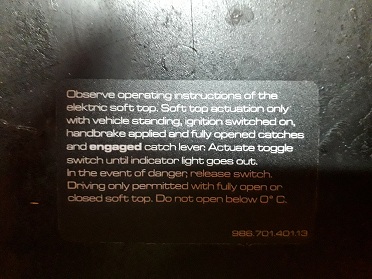 Observe operating instructions of the
elektric soft top. Soft top actuation only
with vehicle standing, ignition switched on,
handbrake applied and fully opened catches
and engaged catch lever. Actuate toggle
switch until indicator light goes out.
In the event of danger, release switch.
Driving only permitted with fully open or
closed soft top. Do not open below 0° C.
986.701.401.13